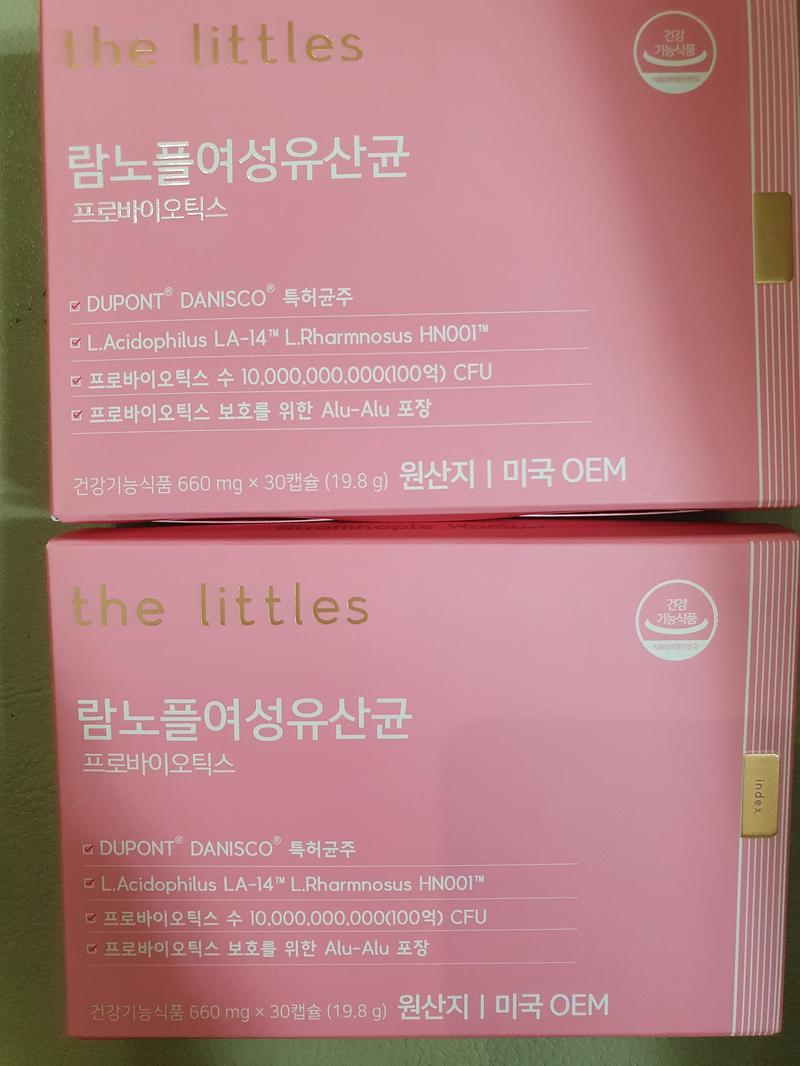 the littles
건강
기능식품
람노플여성유산균
프로바이오틱스
DUPONT® DANISCO® 특허균주
L.Acidophilus LA-14™ L.Rharmnosus HN001™
프로바이오틱스 수 10,000,000,000(100억) CFU
프로바이오틱스 보호를 위한 Alu-Alu 포장
건강기능식품 660 mg × 30캡슐 (19.8 g) 원산지 | 미국 OEM
the littles
건강
기능식품
람노플여성유산균
프로바이오틱스
index
DUPONT® DANISCO® 특허균주
L.Acidophilus LA-14™ L.Rharmnosus HN001™
프로바이오틱스 수 10,000,000,000(100억) CFU
프로바이오틱스 보호를 위한 Alu-Alu 포장
건강기능식품 660 mg × 30캡슐 (19.8 g) 원산지 | 미국 OEM